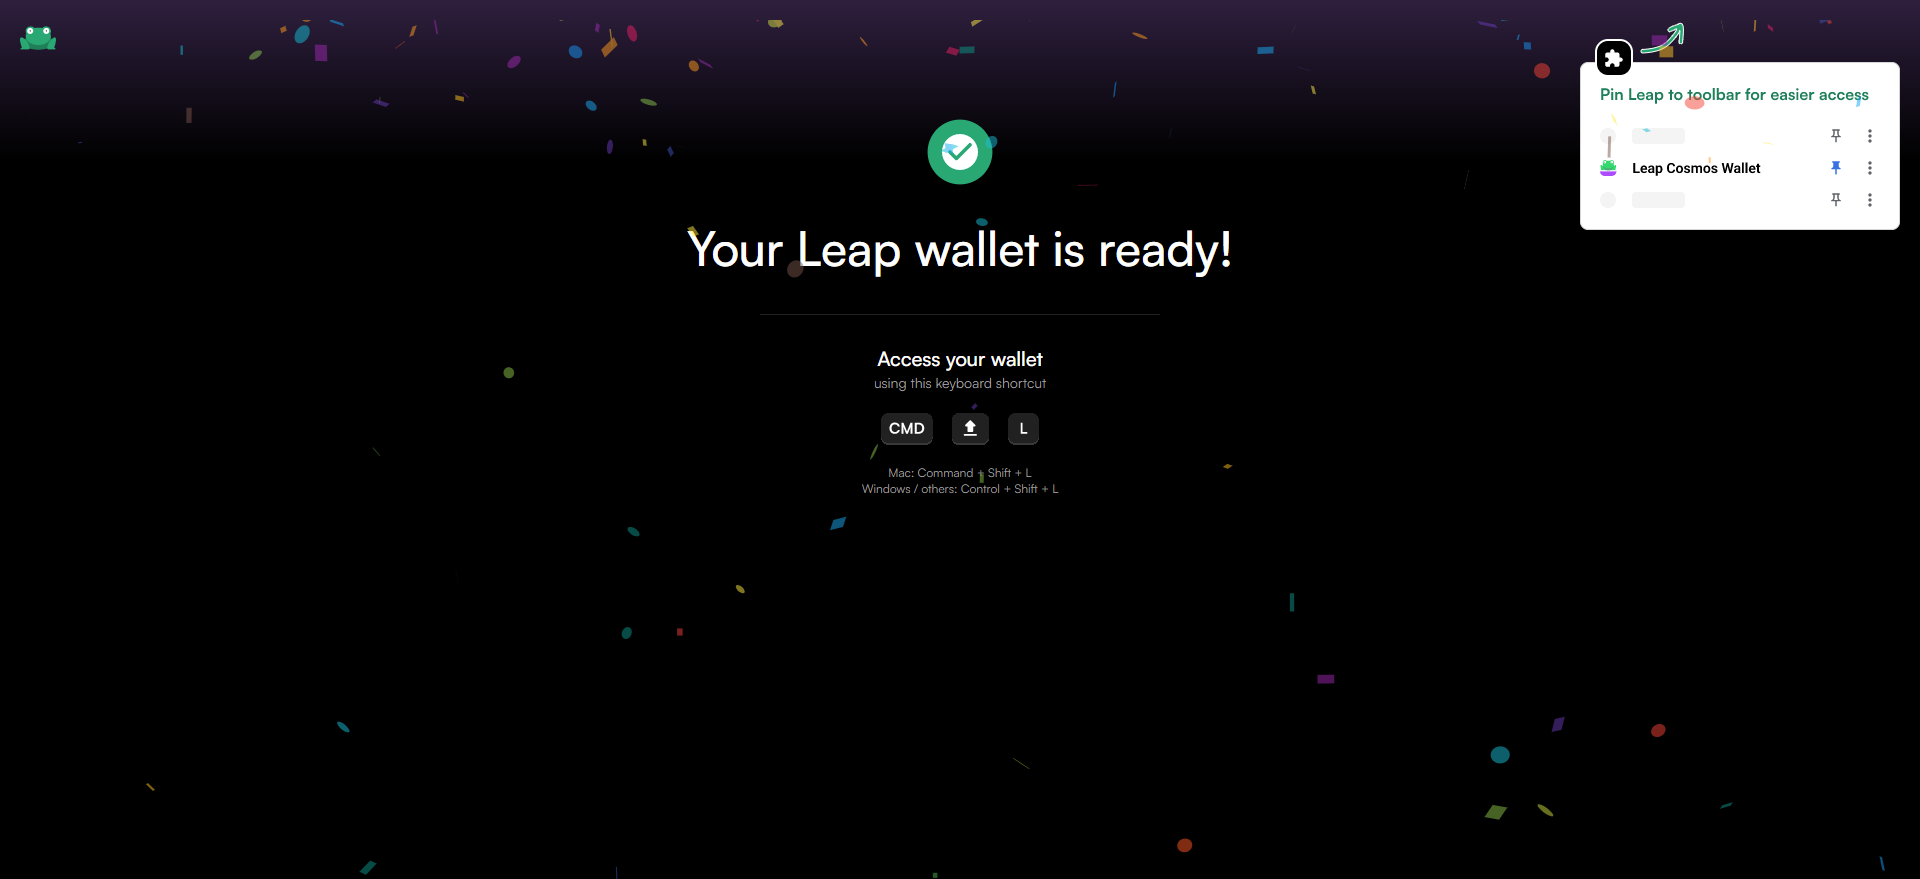 Pin Leap to toolbar for easier access
Leap Cosmos Wallet
Your Leap wallet is ready!
Access your wallet
using this keyboard shortcut
CMD L
Mac: Command + Shift + L
Windows / others: Control + Shift + L